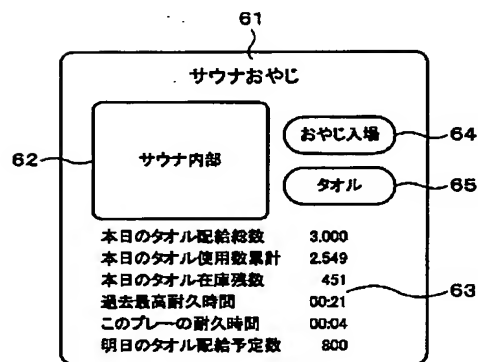 61
サウナおやじ
62
サウナ内部
おやじ入場
64
タオル
65
本日のタオル配給総数 3.000
本日のタオル使用数累計 2.549
本日のタオル在庫残数 451
過去最高耐久時間 00:21
63
このプレーの耐久時間 00:04
明日のタオル配給予定数 800